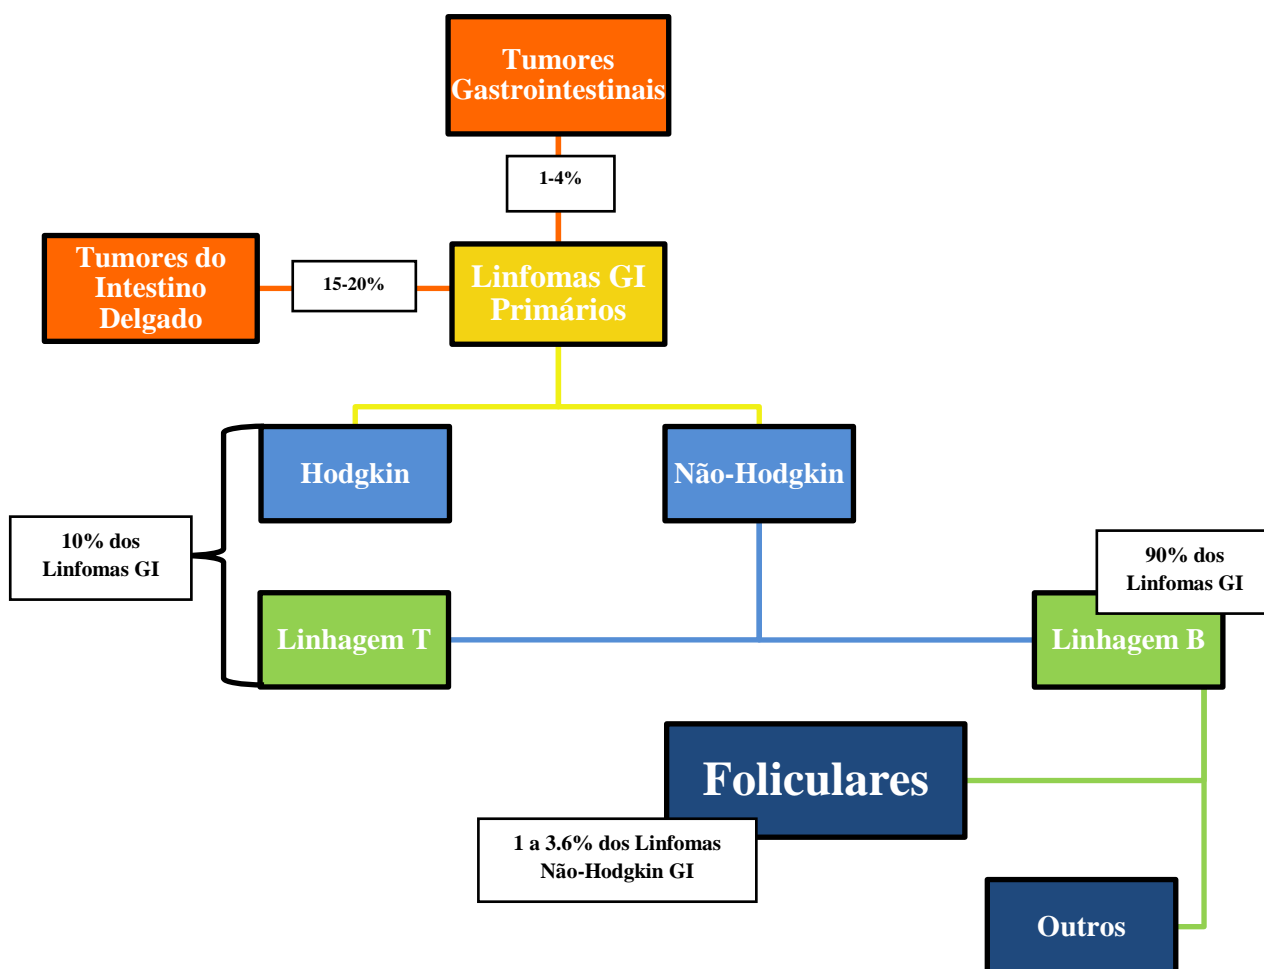 Tumores
Gastrointestinais
1-4%
Tumores do
Intestino
Delgado
15-20%
Linfomas GI
Primários
Hodgkin
Não-Hodgkin
10% dos
Linfomas GI
90% dos
Linfomas GI
Linhagem T
Linhagem B
Foliculares
1 a 3.6% dos Linfomas
Não-Hodgkin GI
Outros